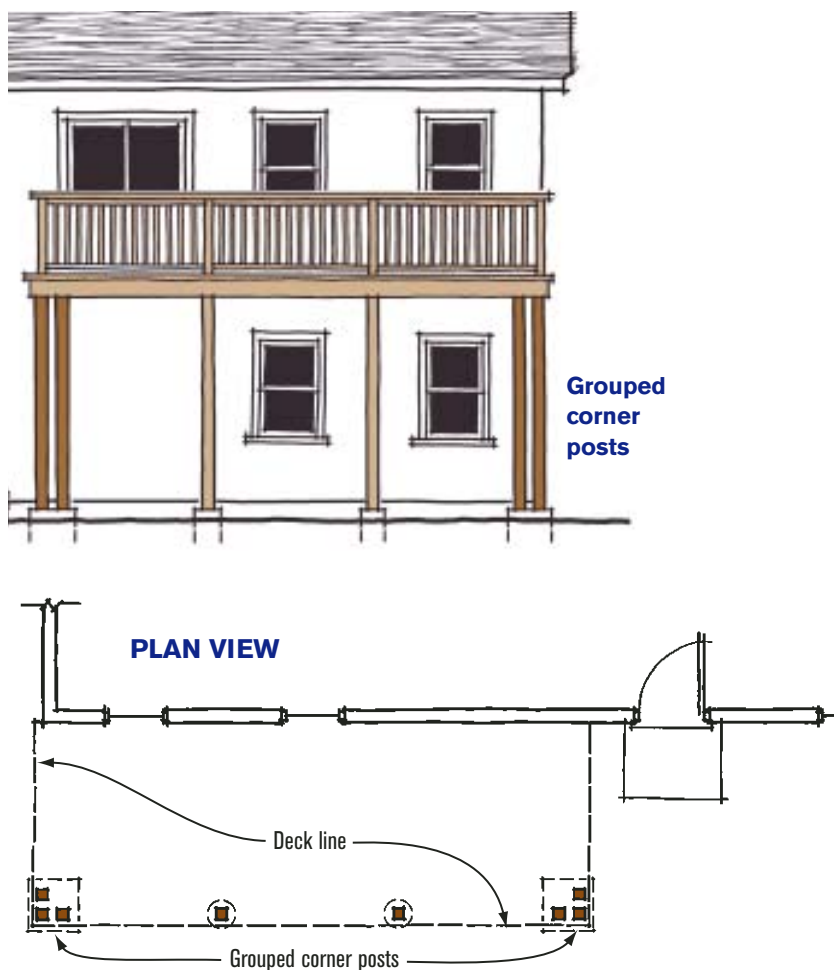 Grouped
corner
posts
PLAN VIEW
Deck line
Grouped corner posts